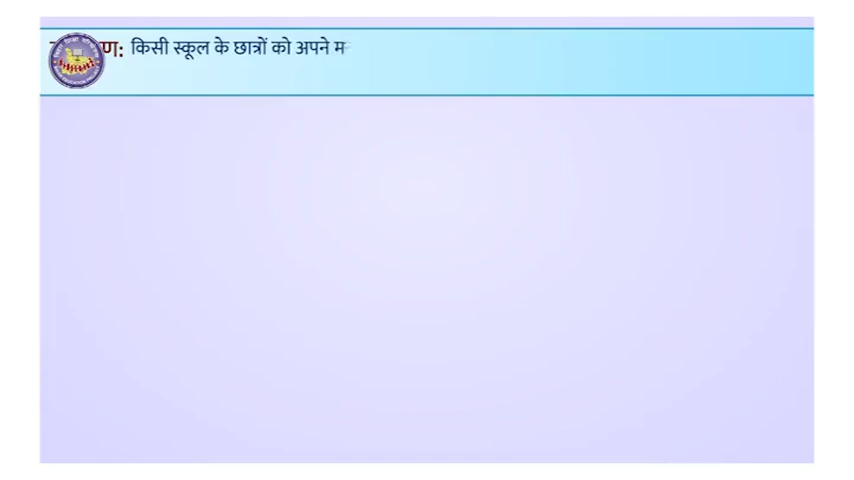 किसी स्कूल के छात्रों को अपने